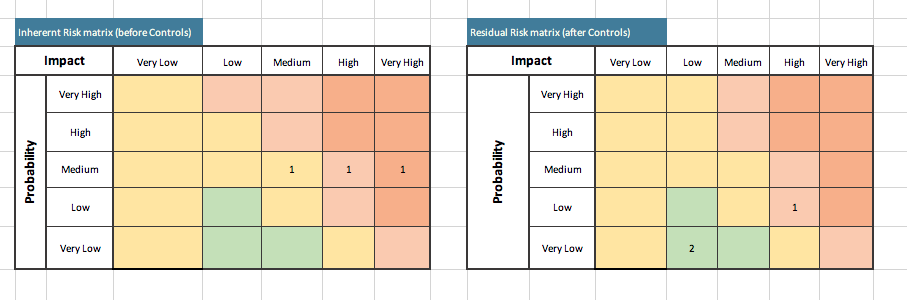 Inherernt Risk matrix (before Controls)
Impact Very Low Low Medium High Very High
Probability
Very High
High
Medium 1 1 1
Low
Very Low
Residual Risk matrix (after Controls)
Impact Very Low Low Medium High Very High
Probability
Very High
High
Medium
Low 1
Very Low 2